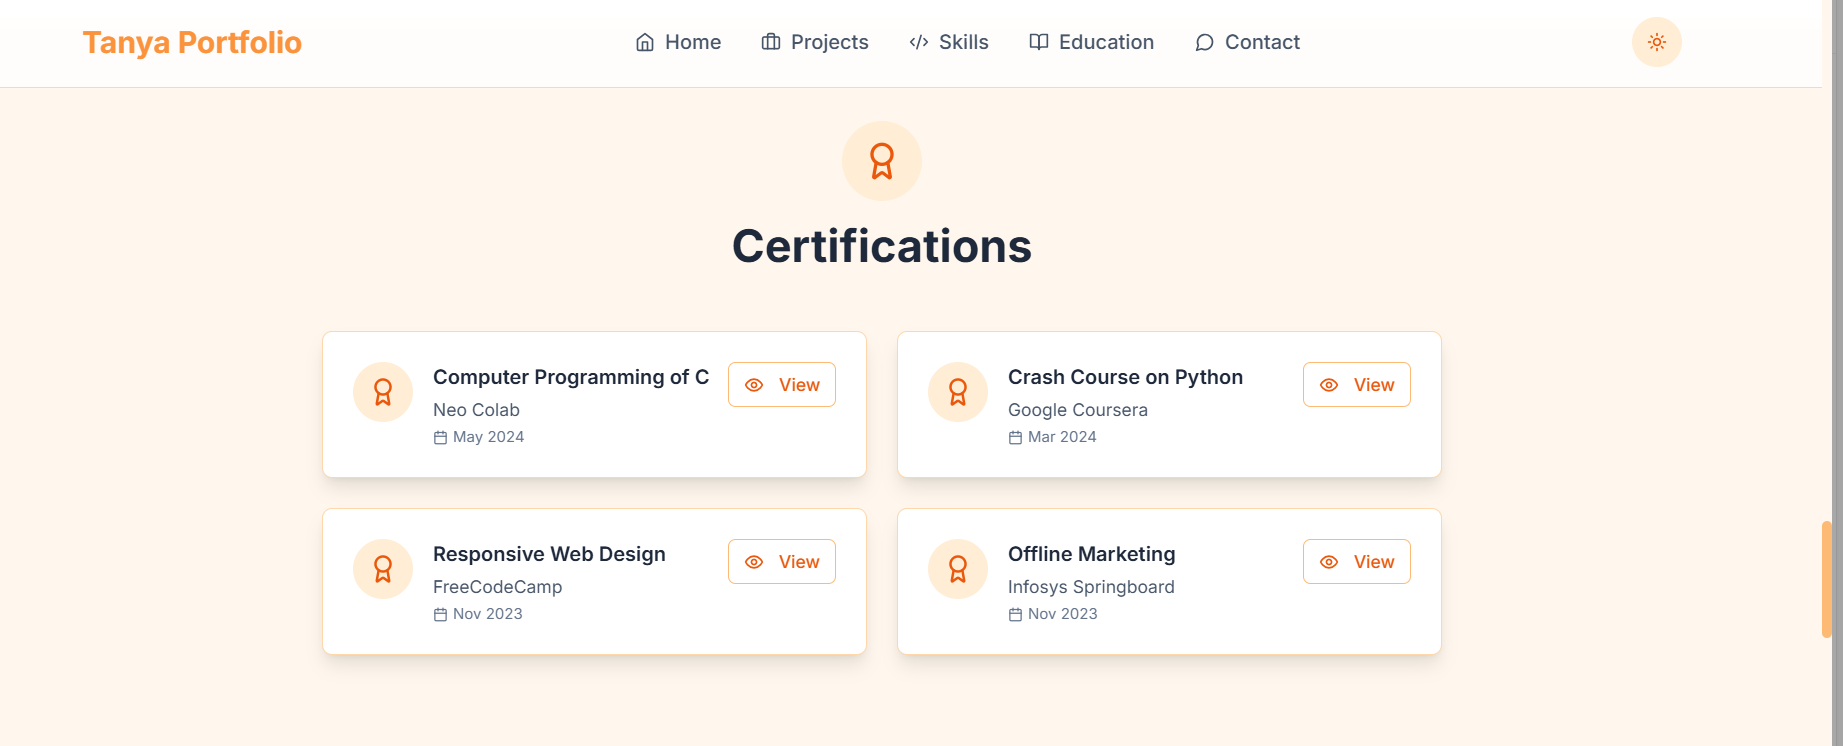 Tanya Portfolio
Home
Projects
Skills
Education
Contact
Certifications
Computer Programming of C
View
Neo Colab
May 2024
Crash Course on Python
View
Google Coursera
Mar 2024
Responsive Web Design
View
FreeCodeCamp
Nov 2023
Offline Marketing
View
Infosys Springboard
Nov 2023